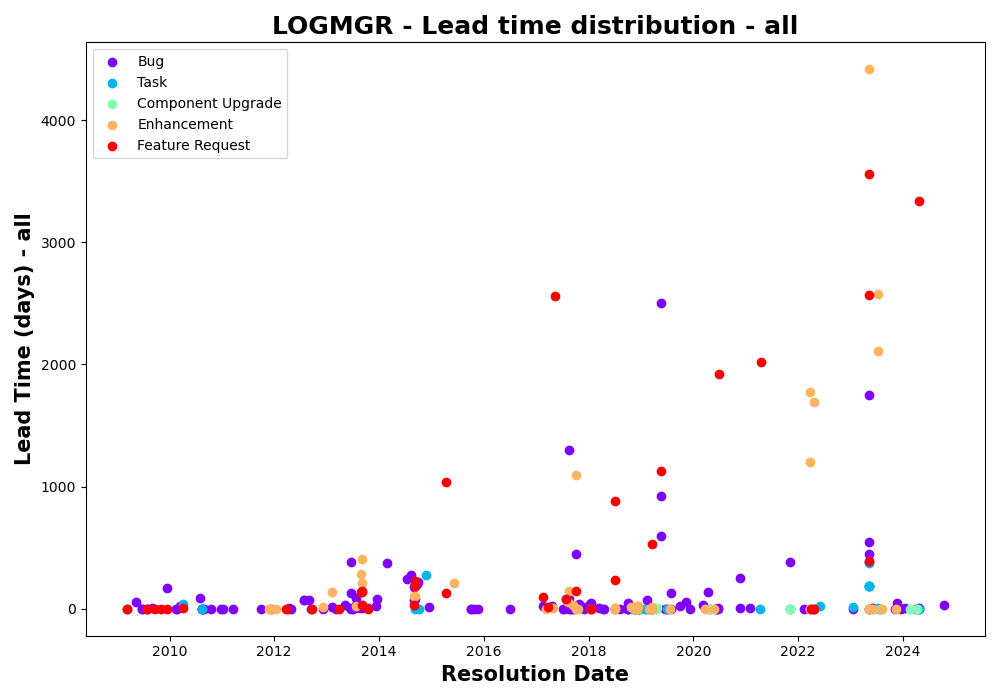 LOGMGR - Lead time distribution - all
Bug
Task
Component Upgrade
Enhancement
Feature Request
Lead Time (days) - all
4000
3000
2000
1000
0
2010 2012 2014 2016 2018 2020 2022 2024
Resolution Date